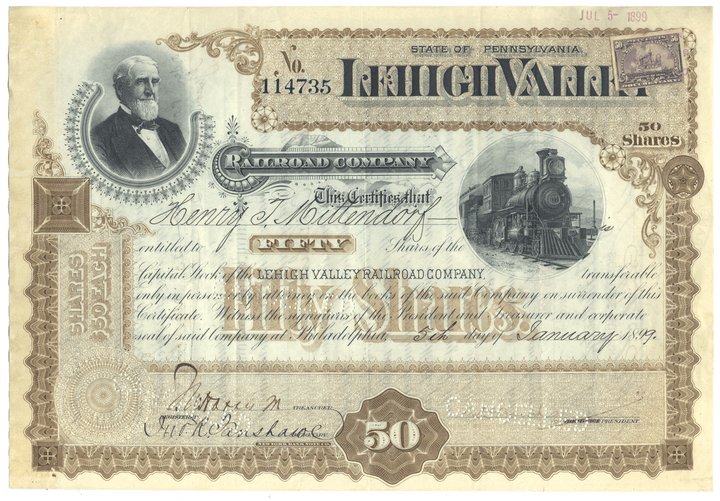 JUL 5- 1899
STATE OF PENNSYLVANIA.
No.
114735
LEHIGH VALLEY
50
Shares
RAILROAD COMPANY
This Certifies that
Henry F. Mittendorf is
entitled to FIFTY Shares of the
Capital Stock of the LEHIGH VALLEY RAILROAD COMPANY, transferable
only in person or by attorney on the books of the said Company on surrender of this
Certificate. Witness the signatures of the President and Treasurer and corporate
seal of said Company at Philadelphia, 5th day of January 1899.
Fifty Shares.
SHARES
$50 EACH
TREASURER
PRESIDENT
50